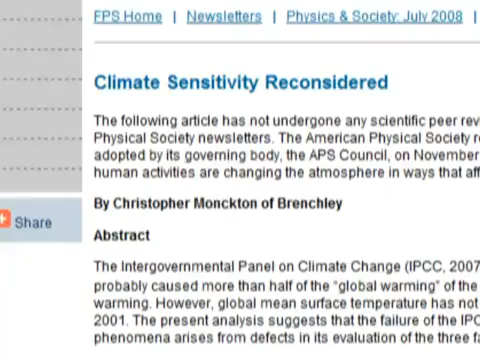 FPS Home | Newsletters | Physics & Society: July 2008 |
Climate Sensitivity Reconsidered
The following article has not undergone any scientific peer rev
Physical Society newsletters. The American Physical Society r
adopted by its governing body, the APS Council, on November
human activities are changing the atmosphere in ways that aff
By Christopher Monckton of Brenchley
Share
Abstract
The Intergovernmental Panel on Climate Change (IPCC, 2007
probably caused more than half of the "global warming" of the
warming. However, global mean surface temperature has not
2001. The present analysis suggests that the failure of the IPC
phenomena arises from defects in its evaluation of the three fa